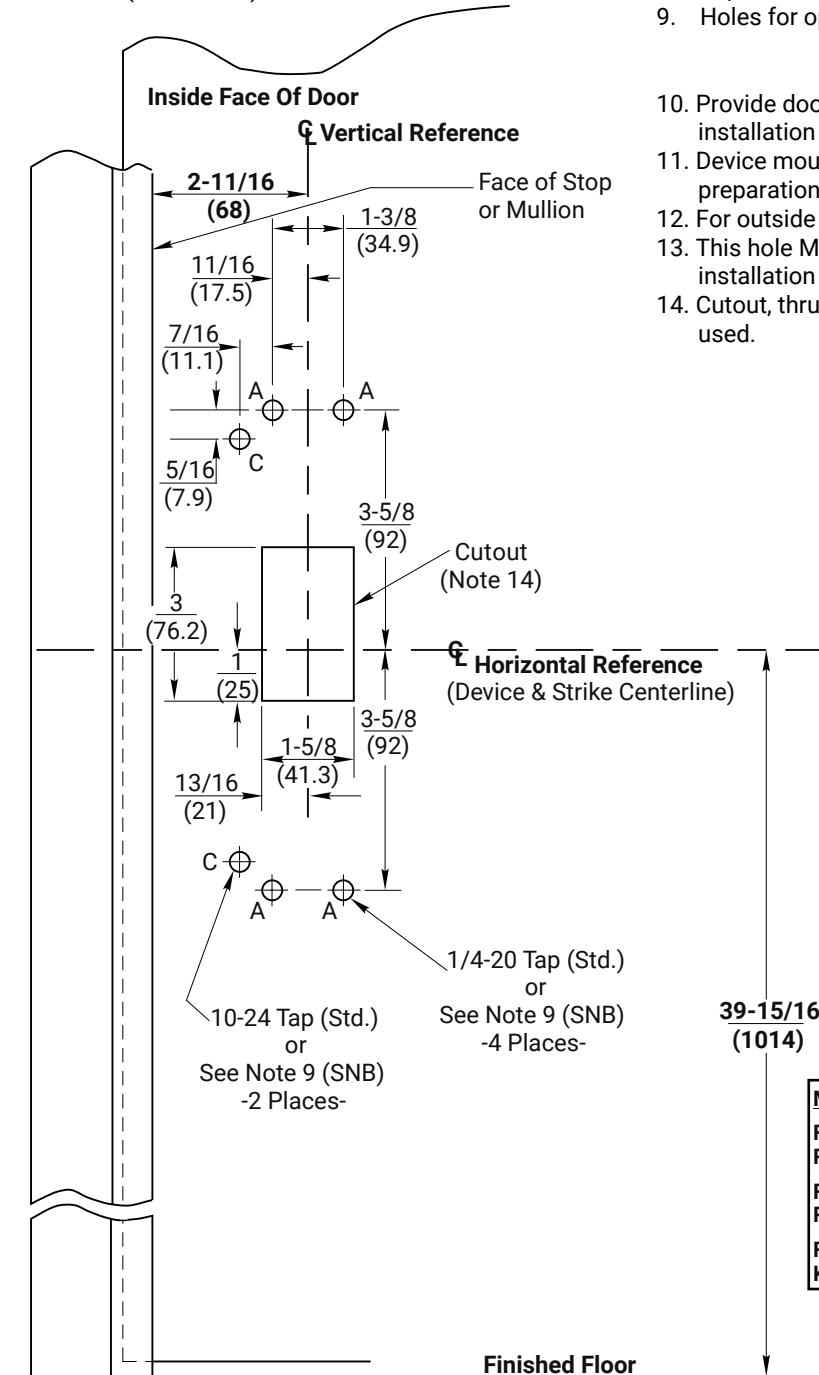 9. Holes for op
10. Provide doo
installation
11. Device mou
preparation
12. For outside
13. This hole M
installation
14. Cutout, thru
used.
Inside Face Of Door
℄ Vertical Reference
2-11/16
(68)
Face of Stop
or Mullion
1-3/8
(34.9)
11/16
(17.5)
7/16
(11.1)
A
A
C
5/16
(7.9)
3-5/8
(92)
Cutout
(Note 14)
3
(76.2)
1
(25)
℄ Horizontal Reference
(Device & Strike Centerline)
3-5/8
(92)
1-5/8
(41.3)
13/16
(21)
C
A
A
1/4-20 Tap (Std.)
or
See Note 9 (SNB)
-4 Places-
10-24 Tap (Std.)
or
See Note 9 (SNB)
-2 Places-
39-15/16
(1014)
Finished Floor